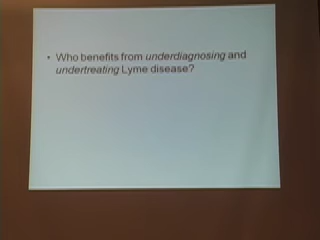 • Who benefits from underdiagnosing and
undertreating Lyme disease?